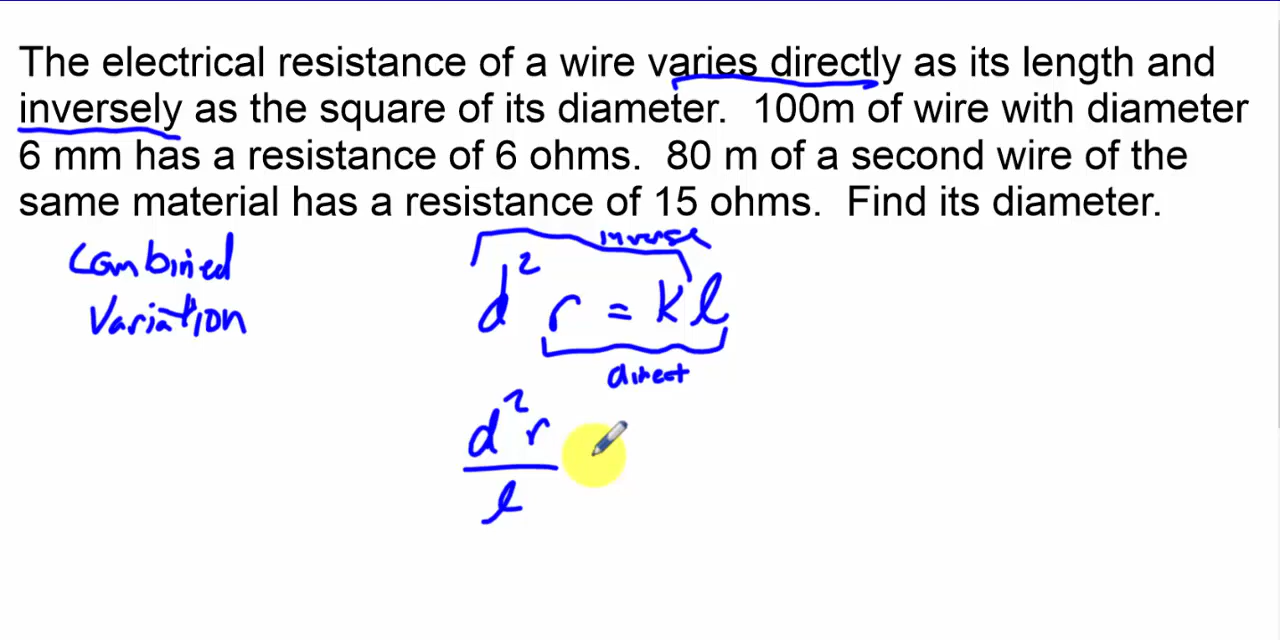 The electrical resistance of a wire varies directly as its length and
inversely as the square of its diameter. 100m of wire with diameter
6 mm has a resistance of 6 ohms. 80 m of a second wire of the
same material has a resistance of 15 ohms. Find its diameter.
Combined
Variation
inverse
d² r = kl
direct
d²r
l